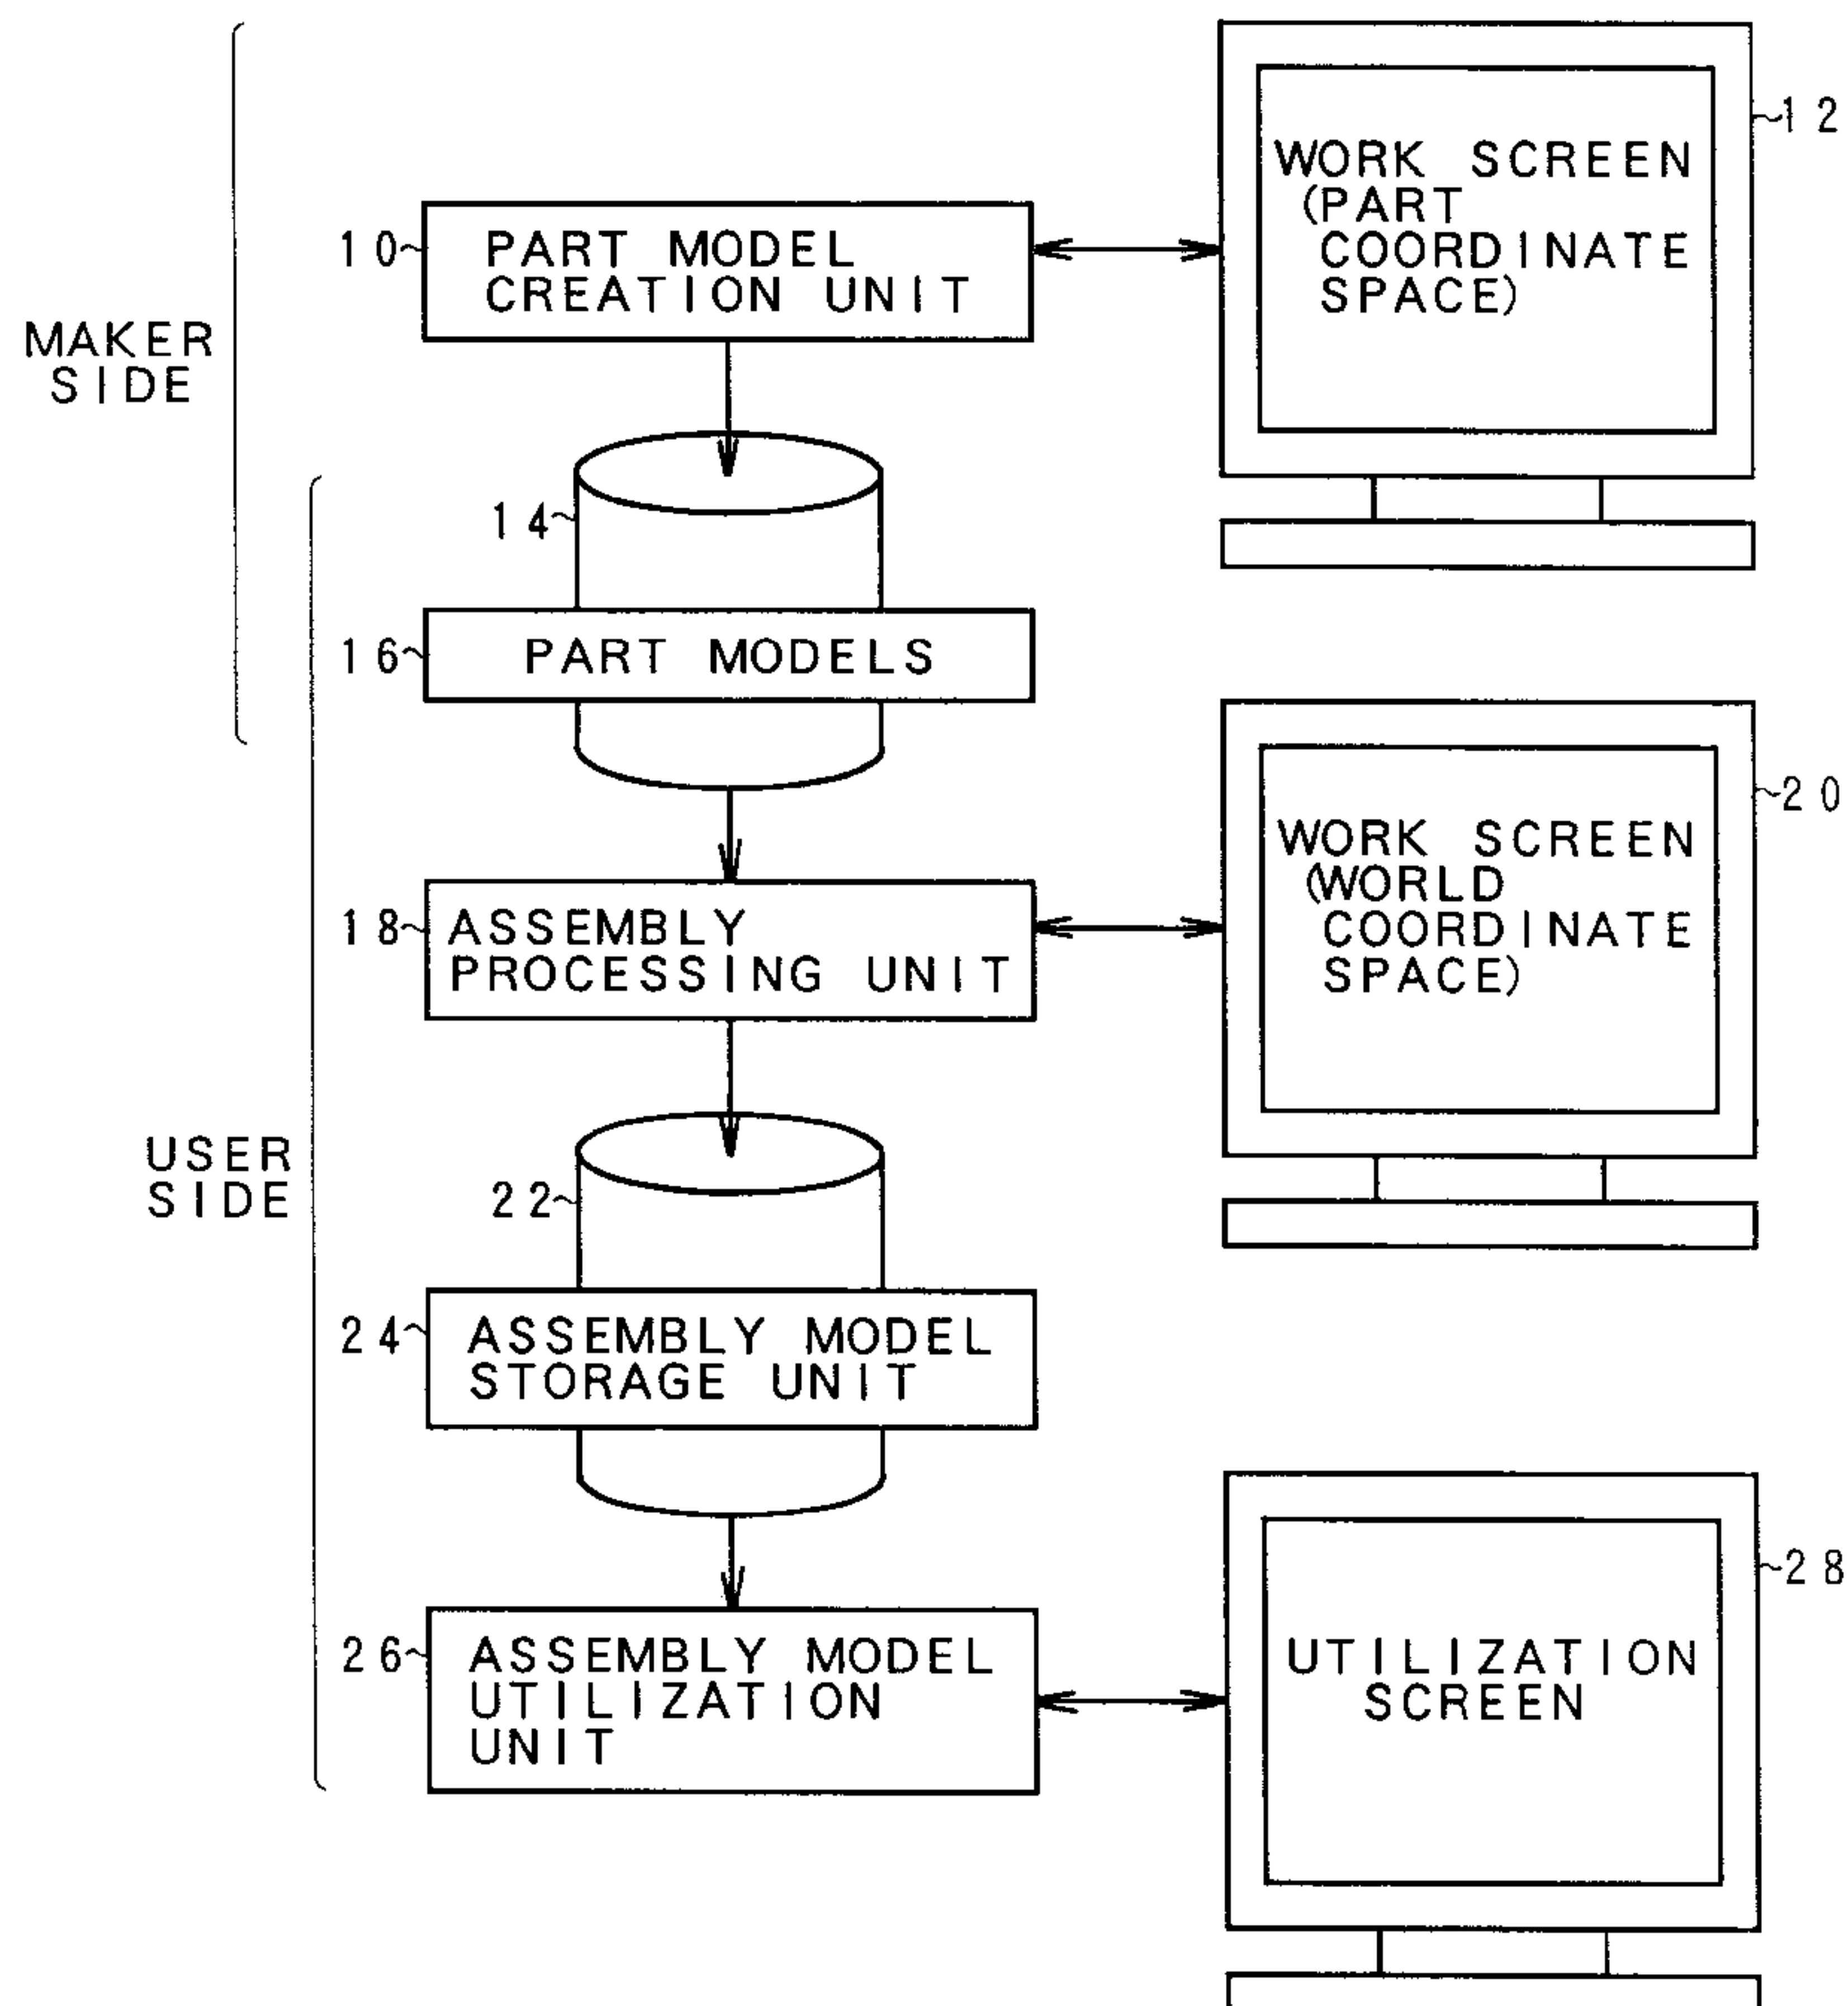 12
WORK SCREEN
(PART
COORDINATE
SPACE)
10
PART MODEL
CREATION UNIT
MAKER
SIDE
14
16
PART MODELS
20
WORK SCREEN
(WORLD
COORDINATE
SPACE)
18
ASSEMBLY
PROCESSING UNIT
USER
SIDE
22
24
ASSEMBLY MODEL
STORAGE UNIT
28
UTILIZATION
SCREEN
26
ASSEMBLY MODEL
UTILIZATION
UNIT